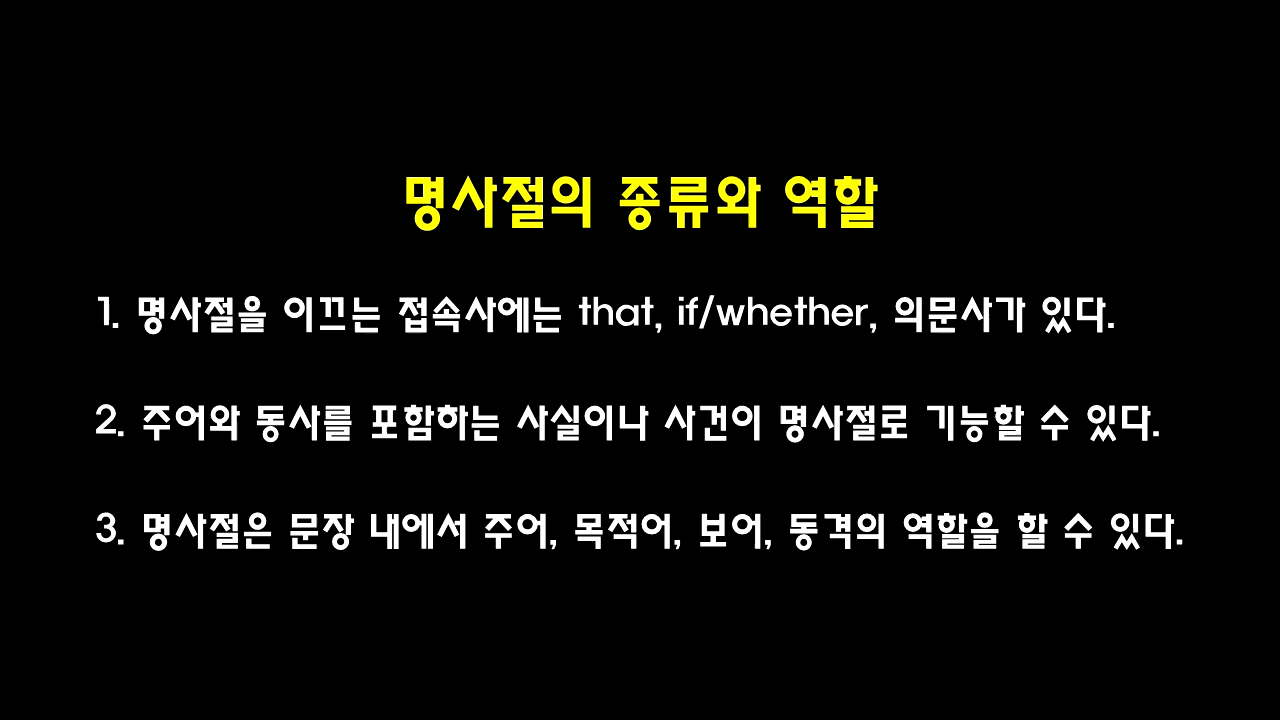 명사절의 종류와 역할
1. 명사절을 이끄는 접속사에는 that, if/whether, 의문사가 있다.
2. 주어와 동사를 포함하는 사실이나 사건이 명사절로 기능할 수 있다.
3. 명사절은 문장 내에서 주어, 목적어, 보어, 동격의 역할을 할 수 있다.